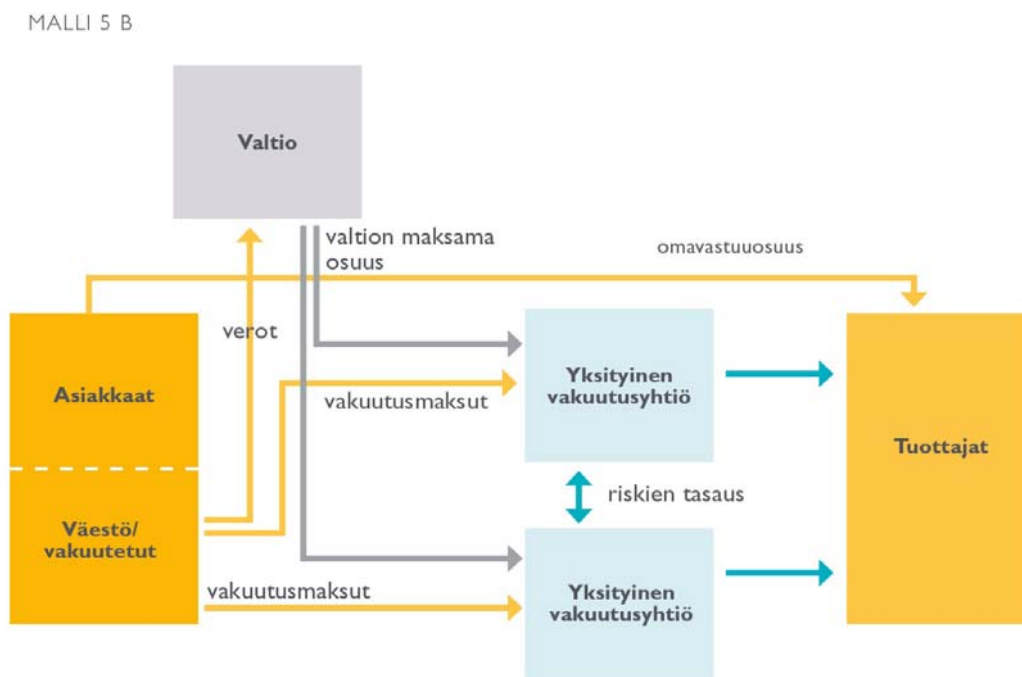 MALLI 5 B
Valtio
valtion maksama
osuus
omavastuuosuus
verot
Asiakkaat
vakuutusmaksut
Yksityinen
vakuutusyhtiö
Tuottajat
riskien tasaus
Väestö/
vakuutetut
vakuutusmaksut
Yksityinen
vakuutusyhtiö